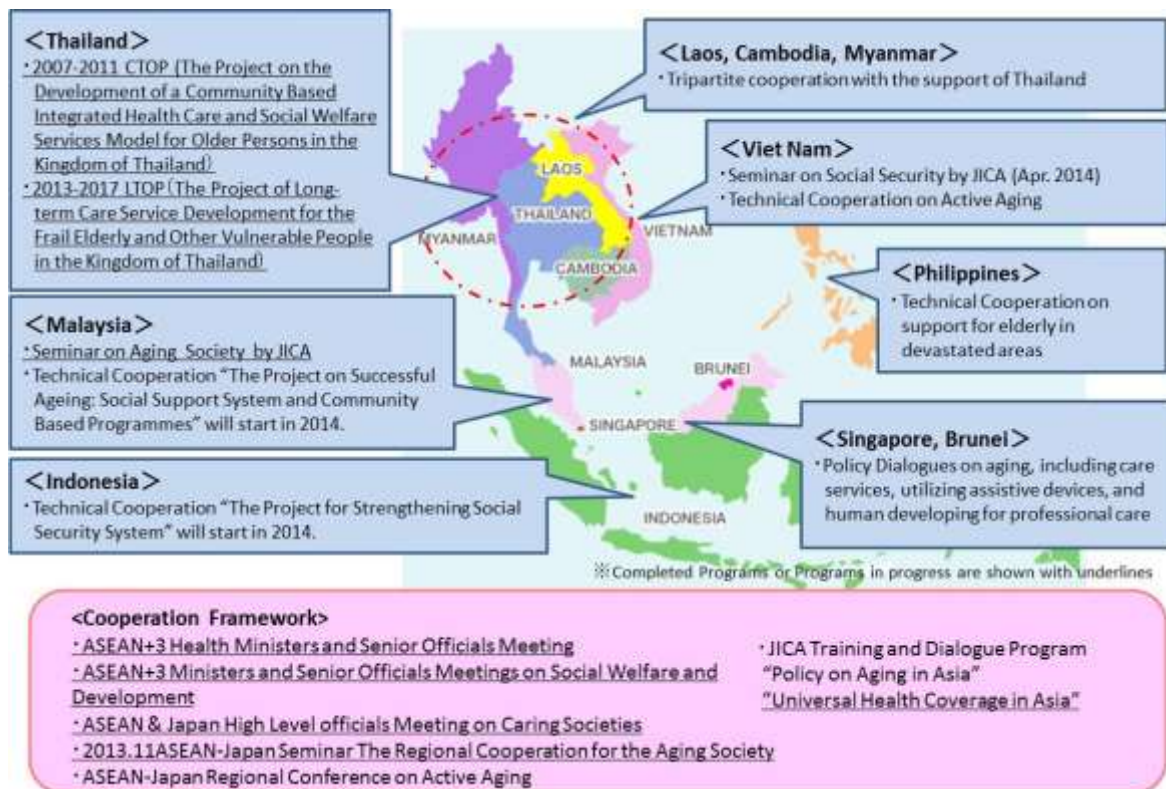 ＜Thailand＞
・2007-2011 CTOP (The Project on the
Development of a Community Based
Integrated Health Care and Social Welfare
Services Model for Older Persons in the
Kingdom of Thailand）
・2013-2017 LTOP（The Project of Long-
term Care Service Development for the
Frail Elderly and Other Vulnerable People
in the Kingdom of Thailand）
＜Laos, Cambodia, Myanmar＞
・Tripartite cooperation with the support of Thailand
＜Viet Nam＞
・Seminar on Social Security by JICA (Apr. 2014)
・Technical Cooperation on Active Aging
LAOS
THAILAND
MYANMAR
VIETNAM
CAMBODIA
＜Philippines＞
・Technical Cooperation on
support for elderly in
devastated areas
＜Malaysia＞
・Seminar on Aging Society by JICA
・Technical Cooperation “The Project on Successful
Ageing: Social Support System and Community
Based Programmes” will start in 2014.
MALAYSIA
BRUNEI
SINGAPORE
INDONESIA
＜Singapore, Brunei＞
・Policy Dialogues on aging, including care
services, utilizing assistive devices, and
human developing for professional care
＜Indonesia＞
・Technical Cooperation “The Project for Strengthening Social
Security System” will start in 2014.
※Completed Programs or Programs in progress are shown with underlines
<Cooperation Framework>
・ASEAN+3 Health Ministers and Senior Officials Meeting
・ASEAN+3 Ministers and Senior Officials Meetings on Social Welfare and
Development
・ASEAN & Japan High Level officials Meeting on Caring Societies
・2013.11ASEAN-Japan Seminar The Regional Cooperation for the Aging Society
・ASEAN-Japan Regional Conference on Active Aging
・JICA Training and Dialogue Program
“Policy on Aging in Asia”
“Universal Health Coverage in Asia”